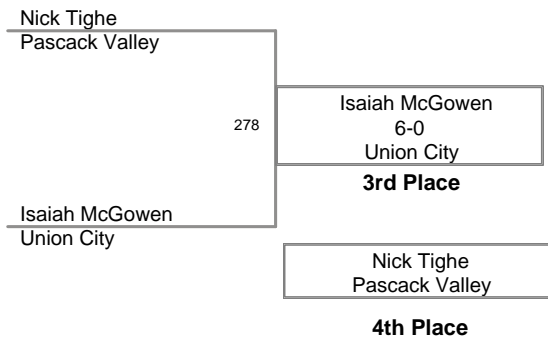 Nick Tighe
Pascack Valley
278
Isaiah McGowen
6-0
Union City
3rd Place
Isaiah McGowen
Union City
Nick Tighe
Pascack Valley
4th Place